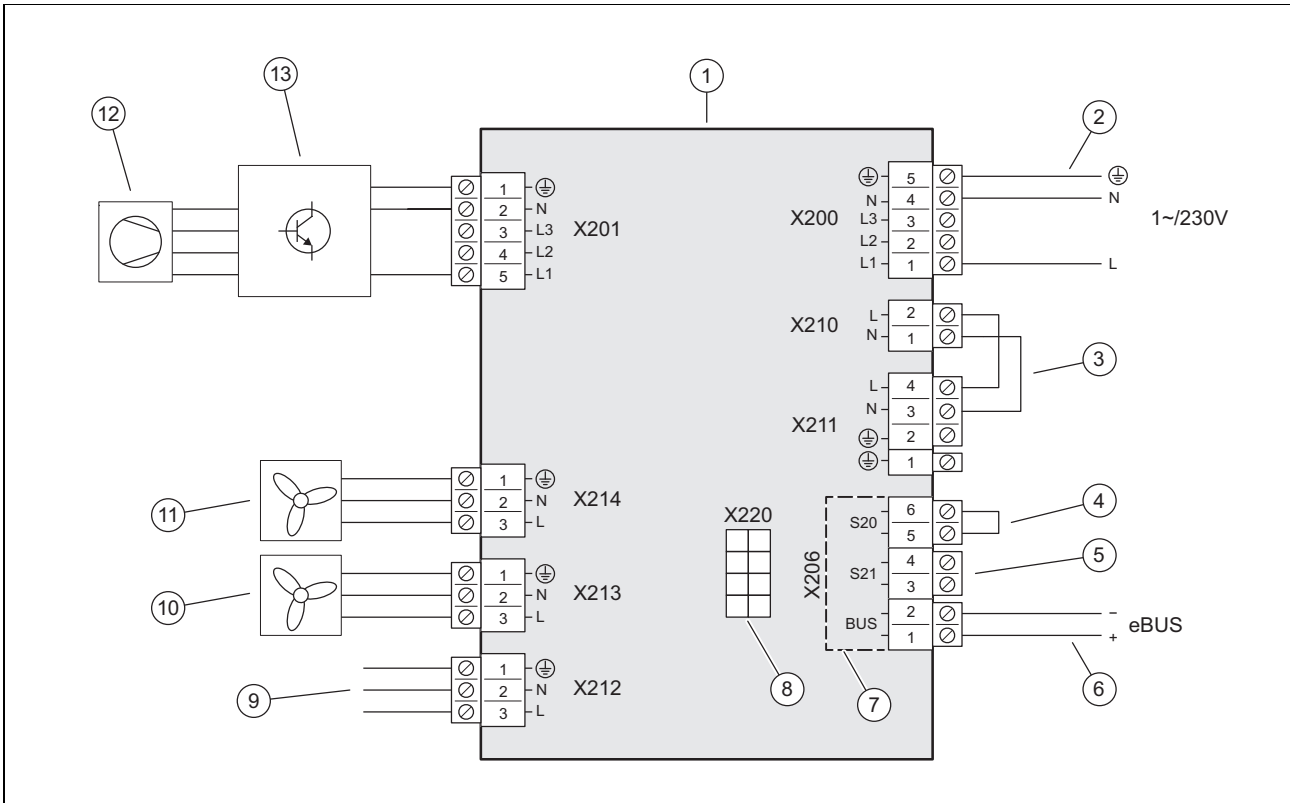 13
12
1
2
1 ⏚
2 N
3 L3
4 L2
5 L1
X201
X200
⏚ 5
N 4
L3 3
L2 2
L1 1
⏚
N
L
1~/230V
X210
L 2
N 1
3
X211
L 4
N 3
⏚ 2
⏚ 1
11
1 ⏚
2 N
3 L
X214
10
1 ⏚
2 N
3 L
X213
9
1 ⏚
2 N
3 L
X212
X220
8
X206
7
S20
6
5
4
S21
4
3
5
BUS
2
1
−
+
eBUS
6